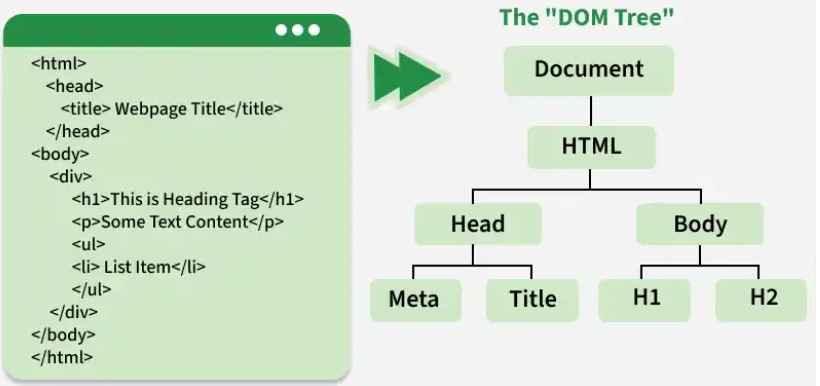 <html>
<head>
<title> Webpage Title</title>
</head>
<body>
<div>
<h1>This is Heading Tag</h1>
<p>Some Text Content</p>
<ul>
<li> List Item</li>
</ul>
</div>
</body>
</html>
The "DOM Tree"
Document
HTML
Head Body
Meta Title H1 H2